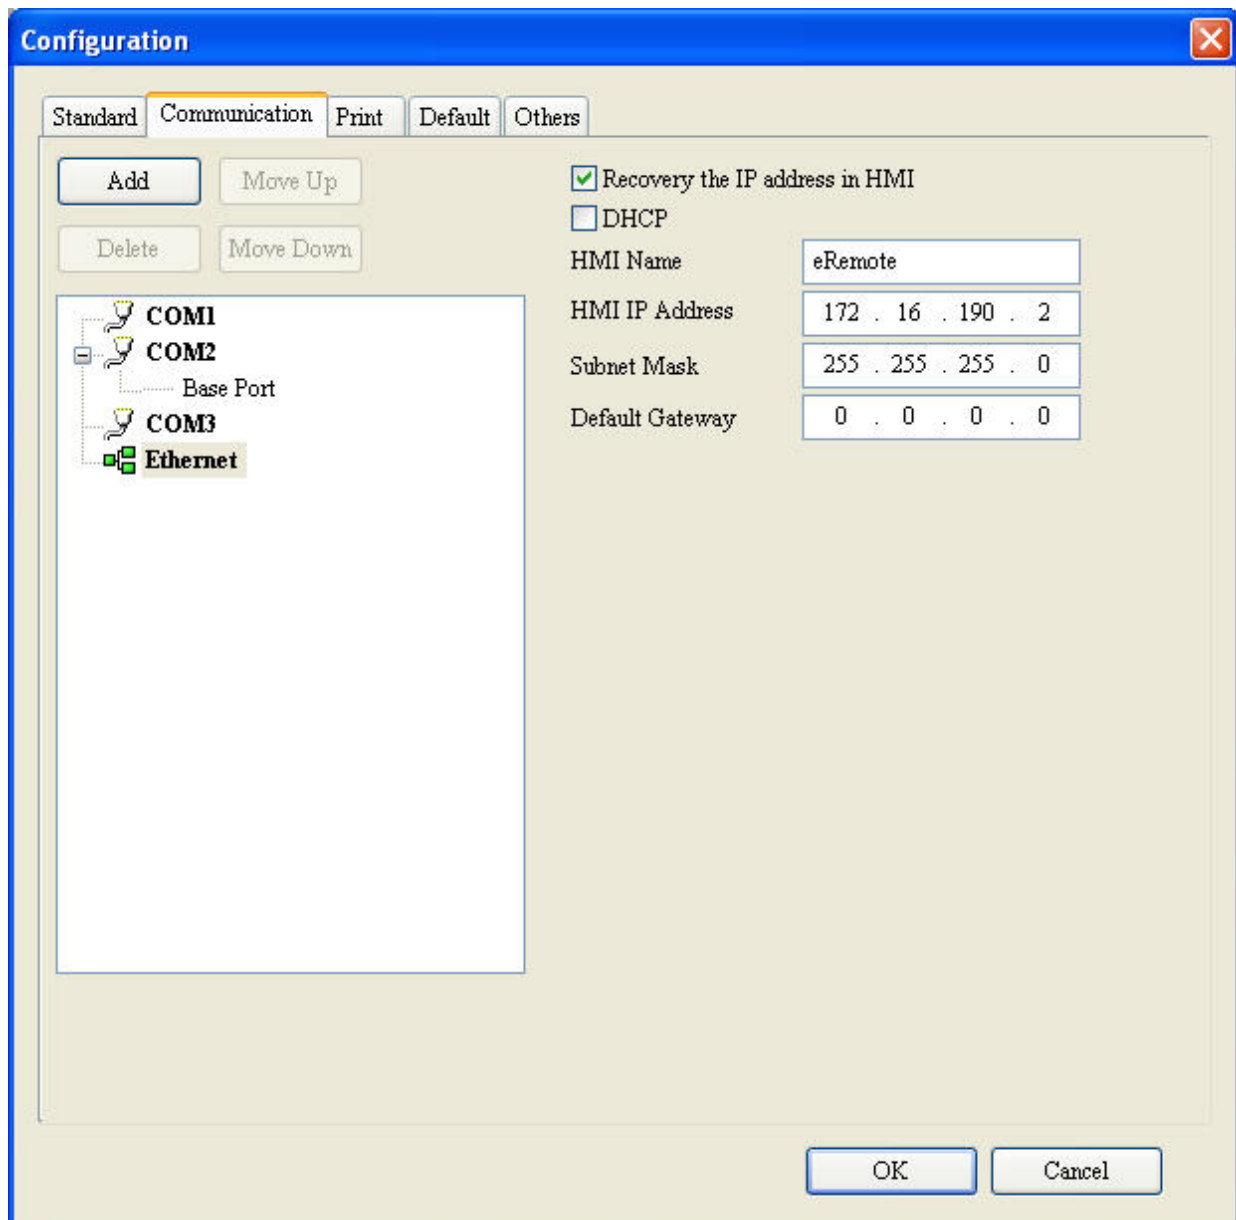 Configuration
Standard Communication Print Default Others
Add Move Up
Delete Move Down
COM1
COM2
Base Port
COM3
Ethernet
Recovery the IP address in HMI
DHCP
HMI Name eRemote
HMI IP Address 172 . 16 . 190 . 2
Subnet Mask 255 . 255 . 255 . 0
Default Gateway 0 . 0 . 0 . 0
OK Cancel